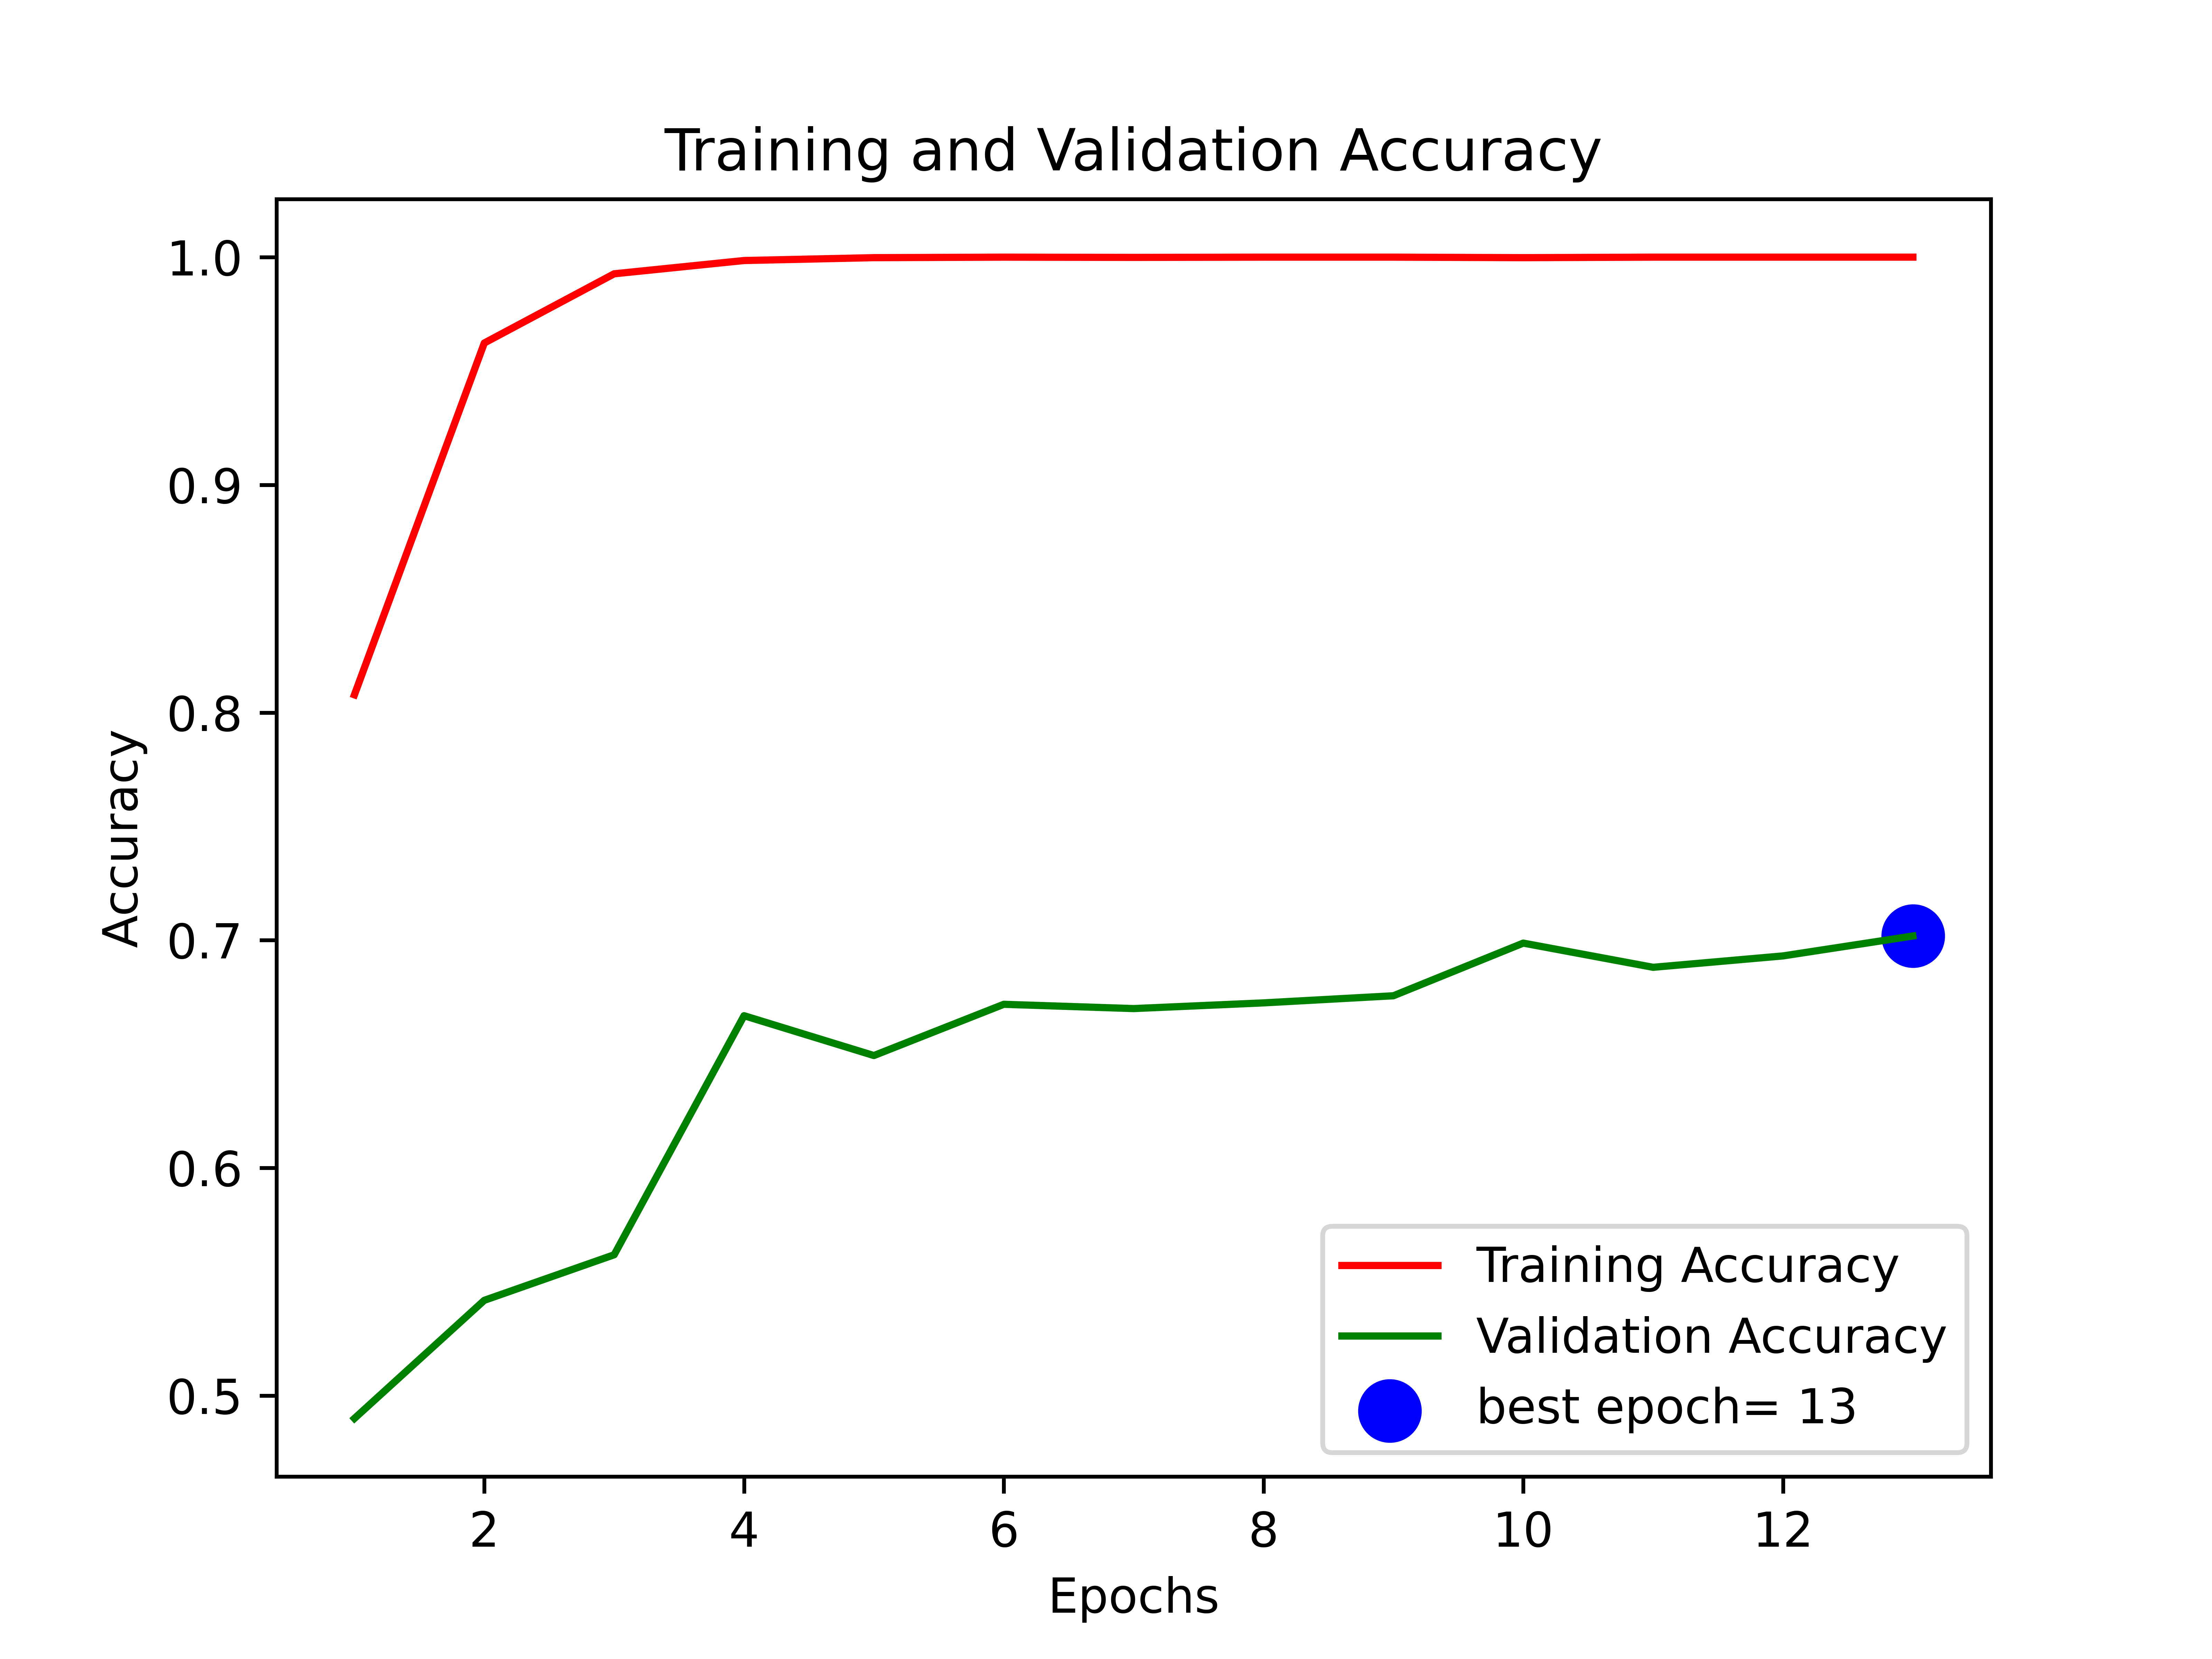 Training and Validation Accuracy
1.0
0.9
0.8
0.7
0.6
0.5
Accuracy
Training Accuracy
Validation Accuracy
best epoch= 13
2 4 6 8 10 12
Epochs